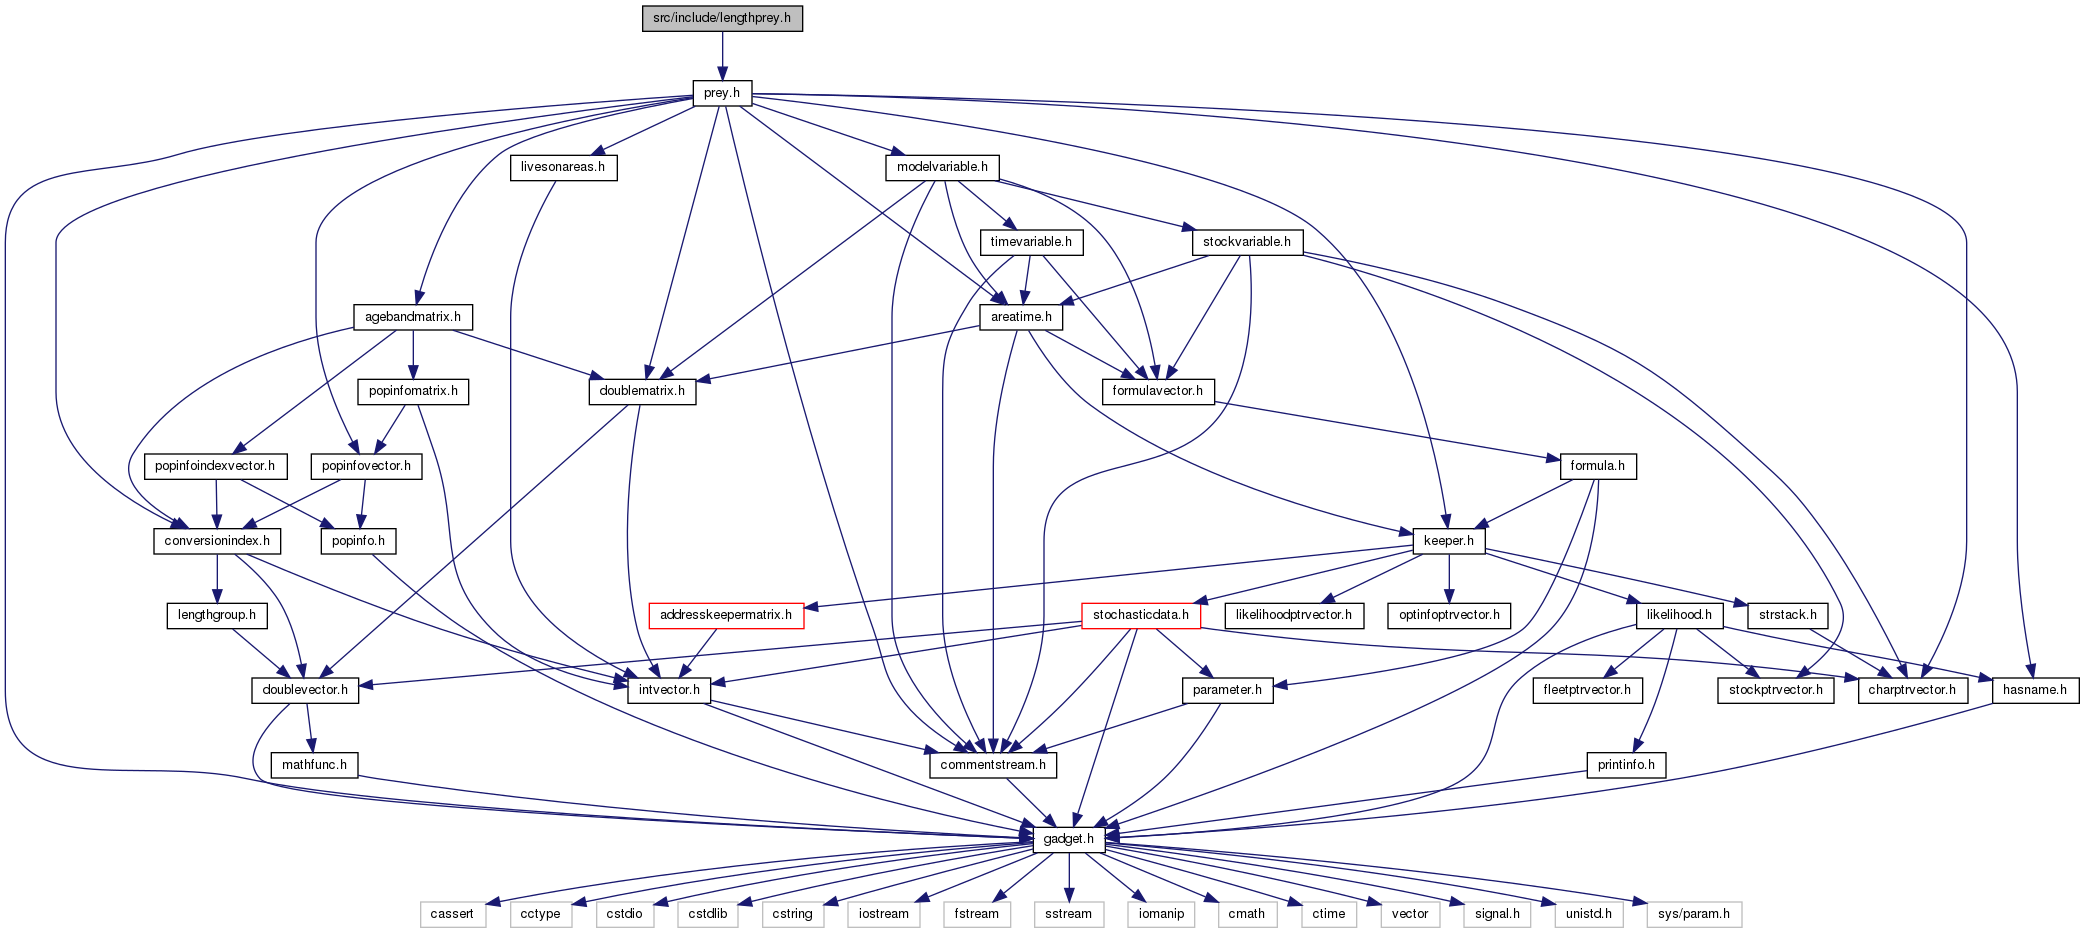 src/include/lengthprey.h
prey.h
livesonareas.h
modelvariable.h
timevariable.h
stockvariable.h
agebandmatrix.h
areatime.h
popinfomatrix.h
doublematrix.h
formulavector.h
popinfoindexvector.h
popinfovector.h
formula.h
conversionindex.h
popinfo.h
keeper.h
lengthgroup.h
addresskeepermatrix.h
stochasticdata.h
likelihoodptrvector.h
optinfoptrvector.h
likelihood.h
strstack.h
doublevector.h
intvector.h
parameter.h
fleetptrvector.h
stockptrvector.h
charptrvector.h
hasname.h
mathfunc.h
commentstream.h
printinfo.h
gadget.h
cassert
cctype
cstdio
cstdlib
cstring
iostream
fstream
sstream
iomanip
cmath
ctime
vector
signal.h
unistd.h
sys/param.h